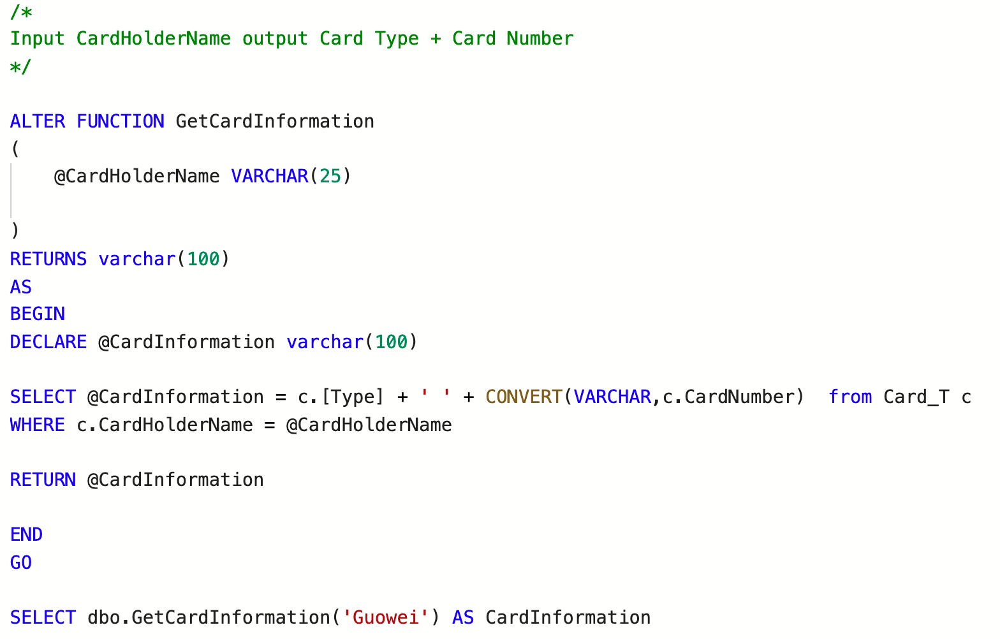 /*
Input CardHolderName output Card Type + Card Number
*/
ALTER FUNCTION GetCardInformation
(
    @CardHolderName VARCHAR(25)
)
RETURNS varchar(100)
AS
BEGIN
DECLARE @CardInformation varchar(100)
SELECT @CardInformation = c.[Type] + ' ' + CONVERT(VARCHAR,c.CardNumber)  from Card_T c
WHERE c.CardHolderName = @CardHolderName
RETURN @CardInformation
END
GO
SELECT dbo.GetCardInformation('Guowei') AS CardInformation